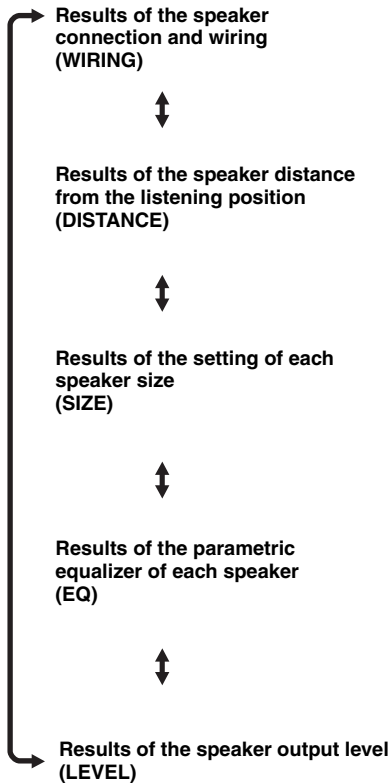 Results of the speaker
connection and wiring
(WIRING)
Results of the speaker distance
from the listening position
(DISTANCE)
Results of the setting of each
speaker size
(SIZE)
Results of the parametric
equalizer of each speaker
(EQ)
Results of the speaker output level
(LEVEL)